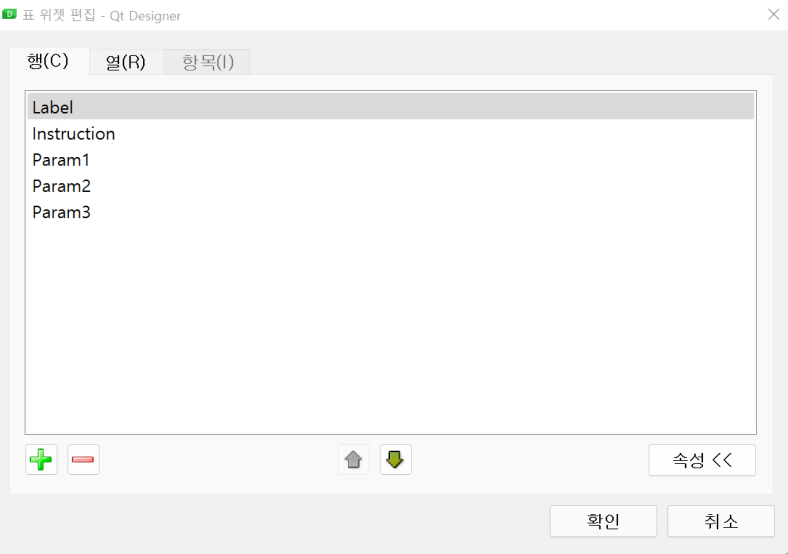 표 위젯 편집 - Qt Designer
행(C) 열(R) 항목(I)
Label
Instruction
Param1
Param2
Param3
속성 <<
확인 취소